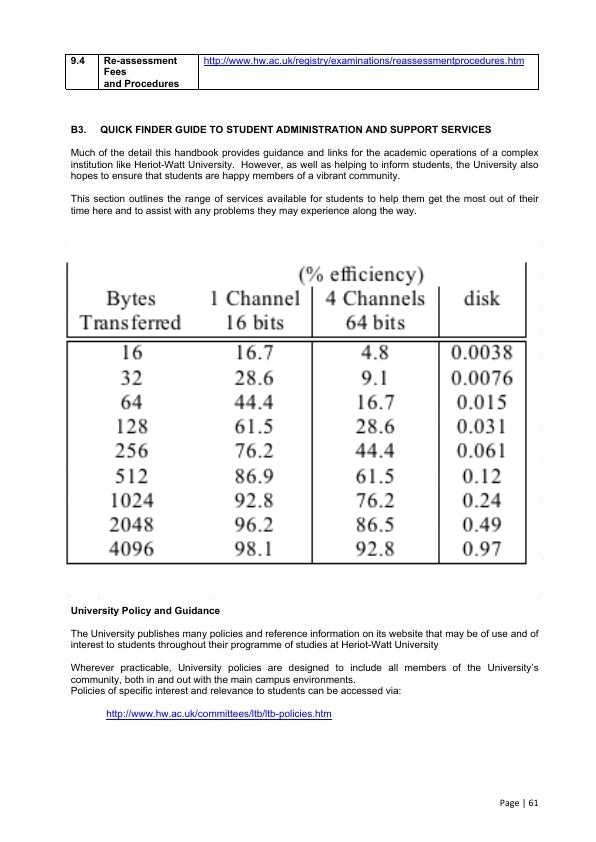 9.4 Re-assessment http://www.hw.ac.uk/registry/examinations/reassessmentprocedures.htm
Fees
and Procedures
B3. QUICK FINDER GUIDE TO STUDENT ADMINISTRATION AND SUPPORT SERVICES
Much of the detail this handbook provides guidance and links for the academic operations of a complex
institution like Heriot-Watt University. However, as well as helping to inform students, the University also
hopes to ensure that students are happy members of a vibrant community.
This section outlines the range of services available for students to help them get the most out of their
time here and to assist with any problems they may experience along the way.
(% efficiency)
Bytes 1 Channel 4 Channels disk
Transferred 16 bits 64 bits
16 16.7 4.8 0.0038
32 28.6 9.1 0.0076
64 44.4 16.7 0.015
128 61.5 28.6 0.031
256 76.2 44.4 0.061
512 86.9 61.5 0.12
1024 92.8 76.2 0.24
2048 96.2 86.5 0.49
4096 98.1 92.8 0.97
University Policy and Guidance
The University publishes many policies and reference information on its website that may be of use and of
interest to students throughout their programme of studies at Heriot-Watt University
Wherever practicable, University policies are designed to include all members of the University's
community, both in and out with the main campus environments.
Policies of specific interest and relevance to students can be accessed via:
http://www.hw.ac.uk/committees/ltb/ltb-policies.htm
Page | 61